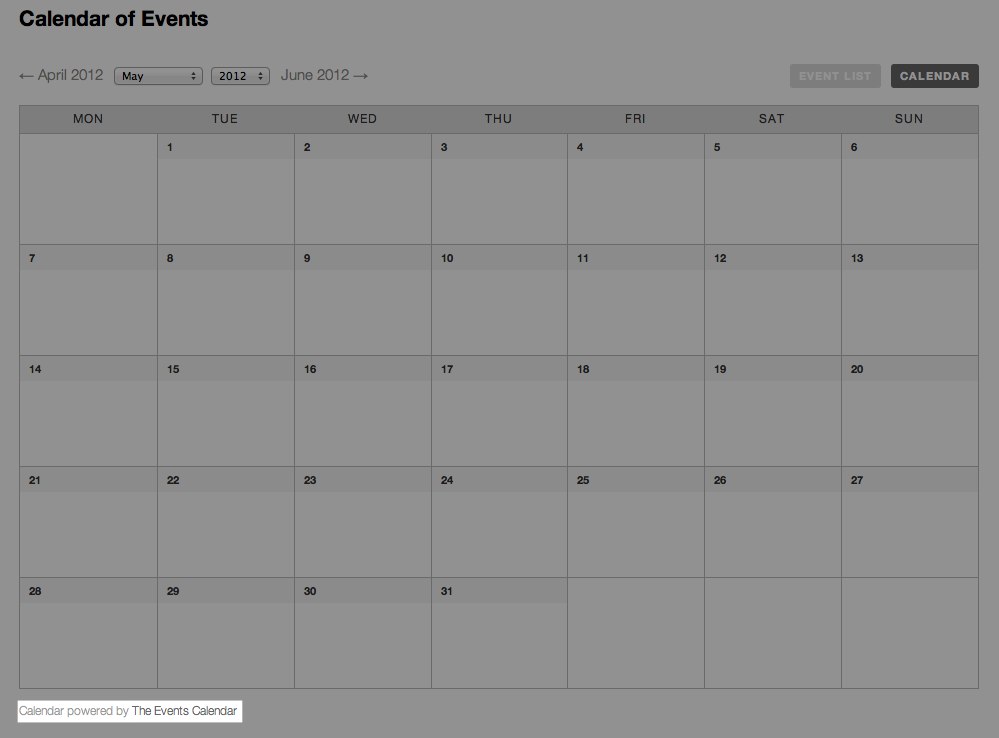 Calendar of Events
← April 2012 May 2012 June 2012 → EVENT LIST CALENDAR
MON TUE WED THU FRI SAT SUN
1 2 3 4 5 6
7 8 9 10 11 12 13
14 15 16 17 18 19 20
21 22 23 24 25 26 27
28 29 30 31
Calendar powered by The Events Calendar